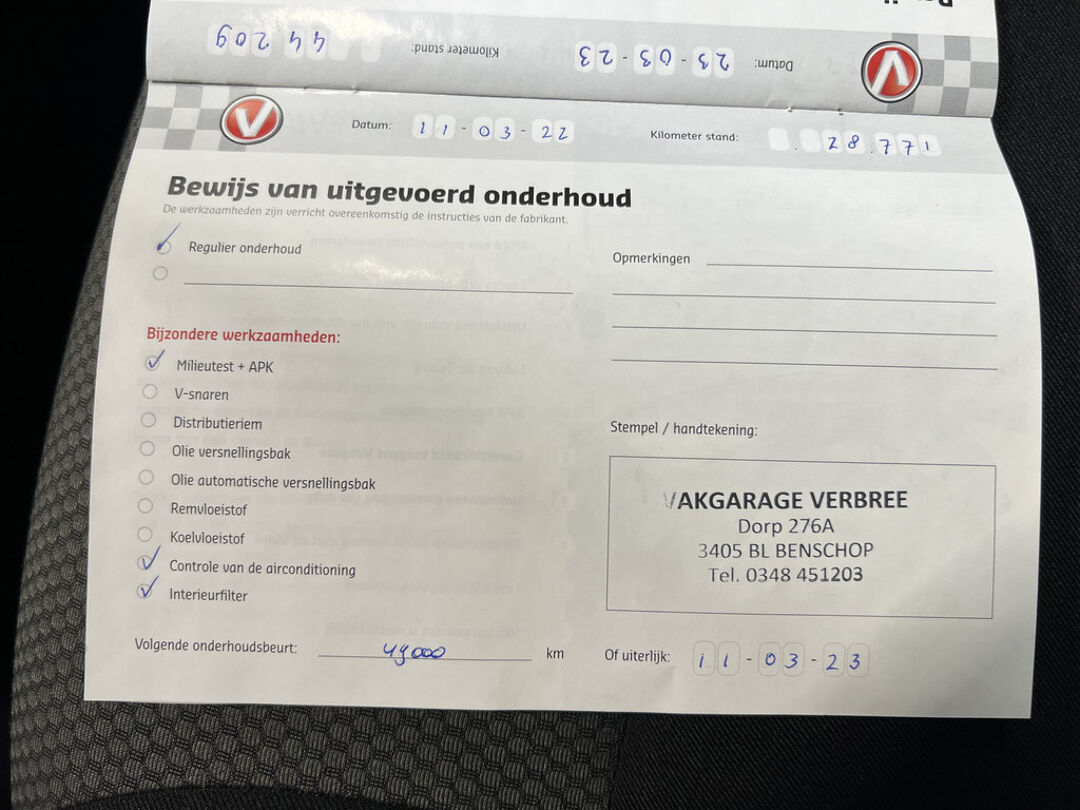 Datum: 23-03-23 Kilometer stand: 44 209
V
Datum: 11-03-22 Kilometer stand: 28.771
Bewijs van uitgevoerd onderhoud
De werkzaamheden zijn verricht overeenkomstig de instructies van de fabrikant.
Regulier onderhoud
Opmerkingen
Bijzondere werkzaamheden:
Milieutest + APK
V-snaren
Distributieriem
Olie versnellingsbak
Olie automatische versnellingsbak
Remvloeistof
Koelvloeistof
Controle van de airconditioning
Interieurfilter
Stempel / handtekening:
VAKGARAGE VERBREE
Dorp 276A
3405 BL BENSCHOP
Tel. 0348 451203
Volgende onderhoudsbeurt: 49000 km
Of uiterlijk: 11-03-23